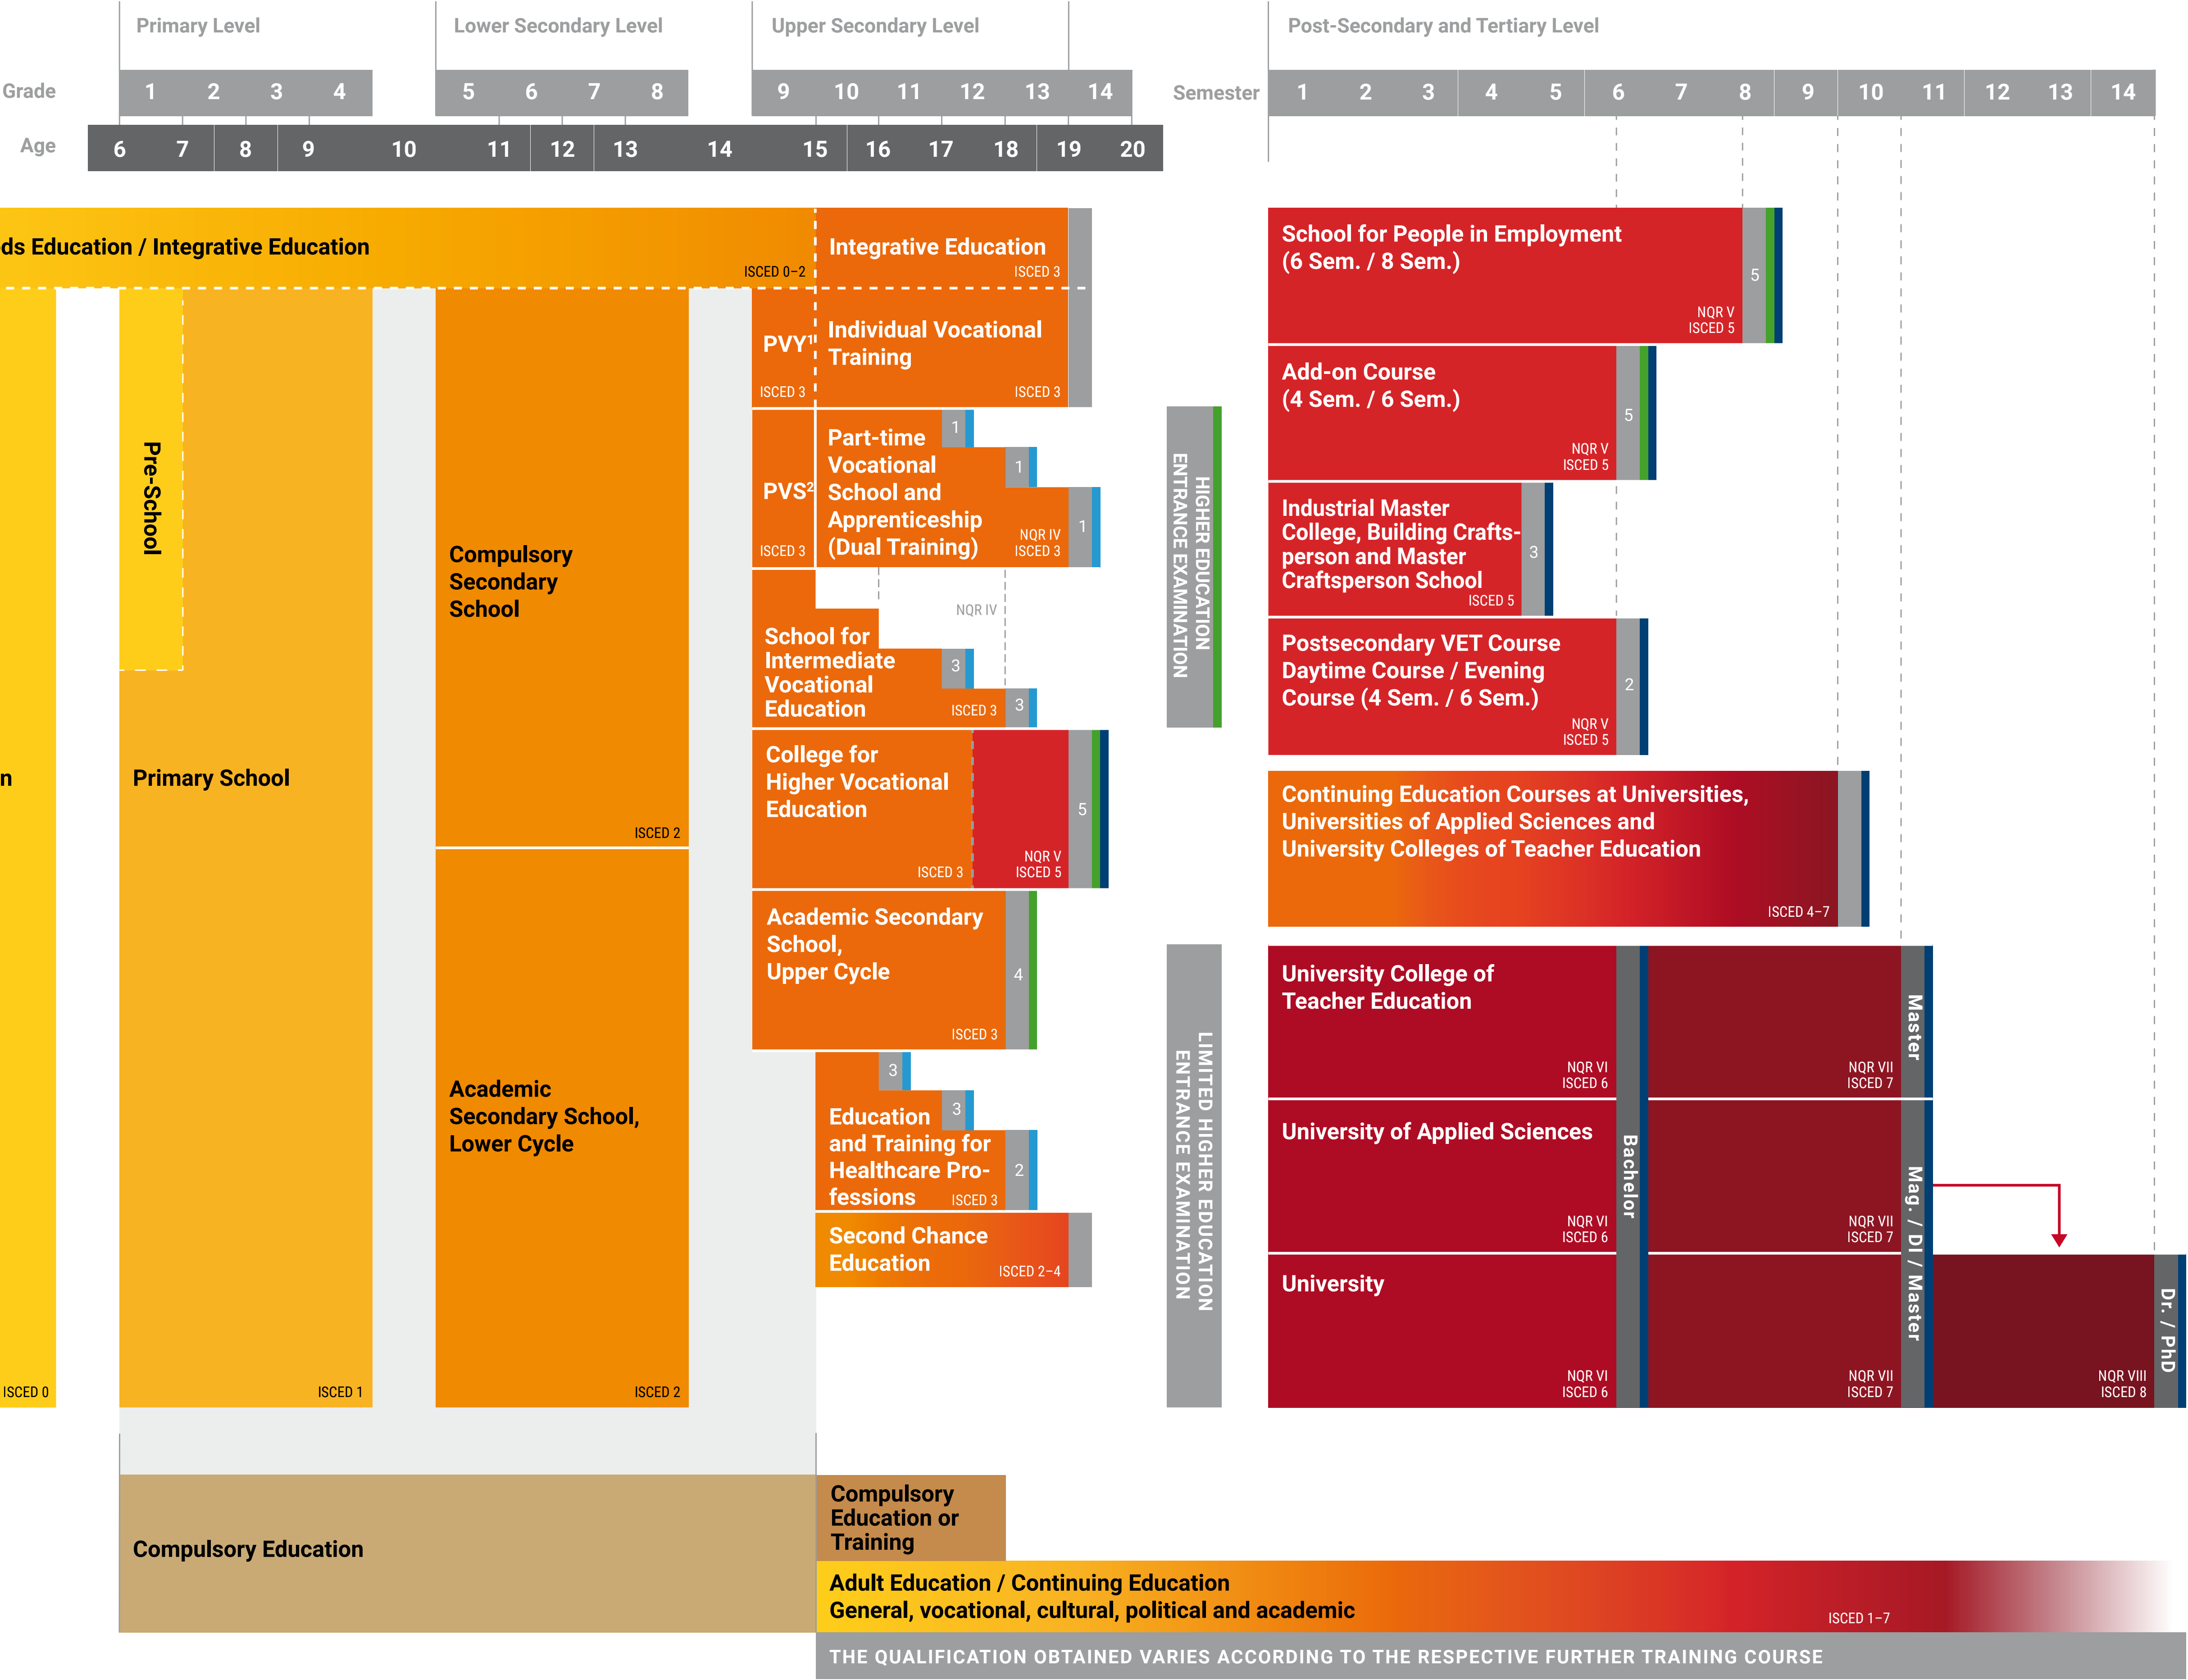 Primary Level
Lower Secondary Level
Upper Secondary Level
Post-Secondary and Tertiary Level
Grade
1 2 3 4
5 6 7 8
9 10 11 12 13 14
Semester
1 2 3 4 5 6 7 8 9 10 11 12 13 14
Age
6 7 8 9 10 11 12 13 14 15 16 17 18 19 20
ds Education / Integrative Education
ISCED 0–2
Integrative Education
ISCED 3
n
ISCED 0
Pre-School
Primary School
ISCED 1
Compulsory
Secondary
School
ISCED 2
Academic
Secondary School,
Lower Cycle
ISCED 2
PVY¹
ISCED 3
Individual Vocational
Training
ISCED 3
PVS²
ISCED 3
Part-time
Vocational
School and
Apprenticeship
(Dual Training)
NQR IV
ISCED 3
1
1
1
NQR IV
School for
Intermediate
Vocational
Education
ISCED 3
3
3
College for
Higher Vocational
Education
ISCED 3
NQR V
ISCED 5
5
Academic Secondary
School,
Upper Cycle
ISCED 3
4
3
3
Education
and Training for
Healthcare Pro-
fessions
ISCED 3
2
Second Chance
Education
ISCED 2–4
HIGHER EDUCATION
ENTRANCE EXAMINATION
LIMITED HIGHER EDUCATION
ENTRANCE EXAMINATION
School for People in Employment
(6 Sem. / 8 Sem.)
NQR V
ISCED 5
5
Add-on Course
(4 Sem. / 6 Sem.)
NQR V
ISCED 5
5
Industrial Master
College, Building Crafts-
person and Master
Craftsperson School
ISCED 5
3
Postsecondary VET Course
Daytime Course / Evening
Course (4 Sem. / 6 Sem.)
NQR V
ISCED 5
2
Continuing Education Courses at Universities,
Universities of Applied Sciences and
University Colleges of Teacher Education
ISCED 4–7
University College of
Teacher Education
NQR VI
ISCED 6
NQR VII
ISCED 7
Master
University of Applied Sciences
NQR VI
ISCED 6
Bachelor
NQR VII
ISCED 7
Mag. / DI / Master
University
NQR VI
ISCED 6
NQR VII
ISCED 7
NQR VIII
ISCED 8
Dr. / PhD
Compulsory Education
Compulsory
Education or
Training
Adult Education / Continuing Education
General, vocational, cultural, political and academic
ISCED 1–7
THE QUALIFICATION OBTAINED VARIES ACCORDING TO THE RESPECTIVE FURTHER TRAINING COURSE